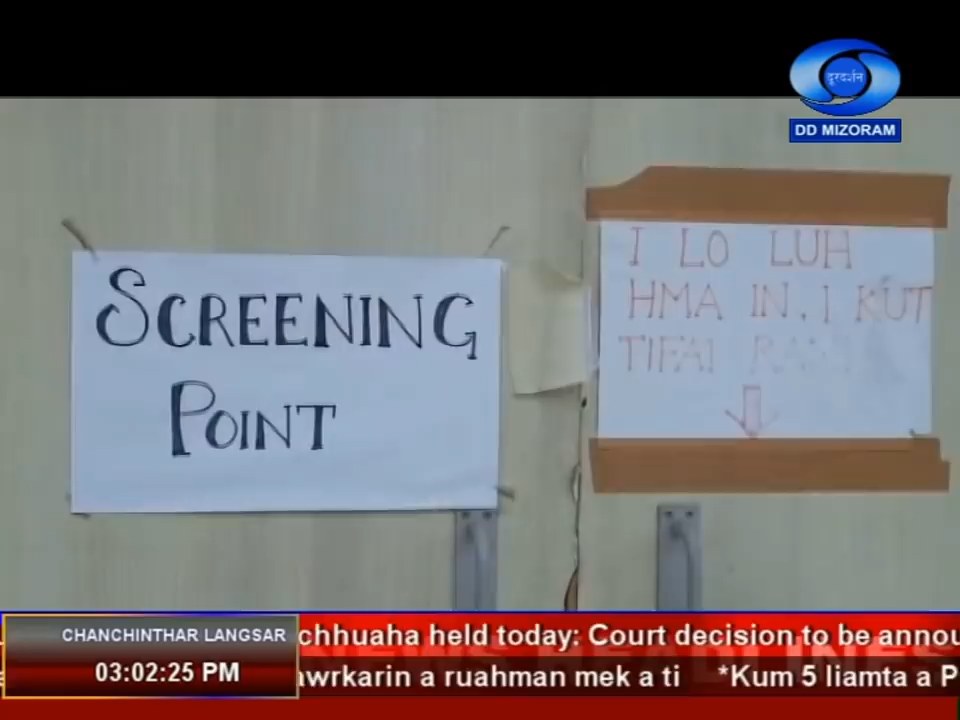 दूरदर्शन
DD MIZORAM
SCREENING
POINT
I LO LUH
HMA IN, I KUT
TIFAI
CHANCHINTHAR LANGSAR
03:02:25 PM
chhuaha held today: Court decision to be annou
awrkarin a ruahman mek a ti *Kum 5 liamta a P